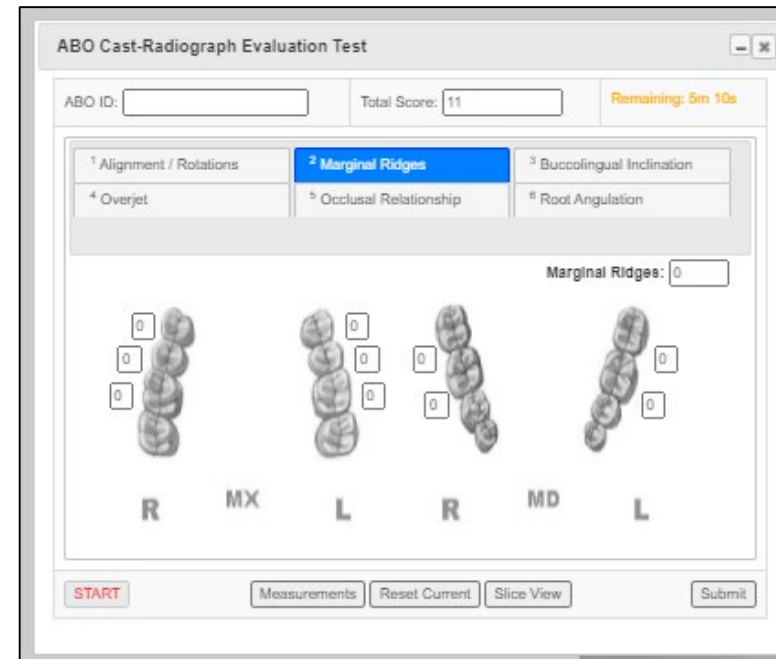 ABO Cast-Radiograph Evaluation Test
ABO ID: Total Score: 11 Remaining: 5m 10s
1 Alignment / Rotations 2 Marginal Ridges 3 Buccolingual Inclination
4 Overjet 5 Occlusal Relationship 6 Root Angulation
Marginal Ridges: 0
0 0
0 0 0 0
0 0 0 0
R MX L R MD L
START Measurements Reset Current Slice View Submit